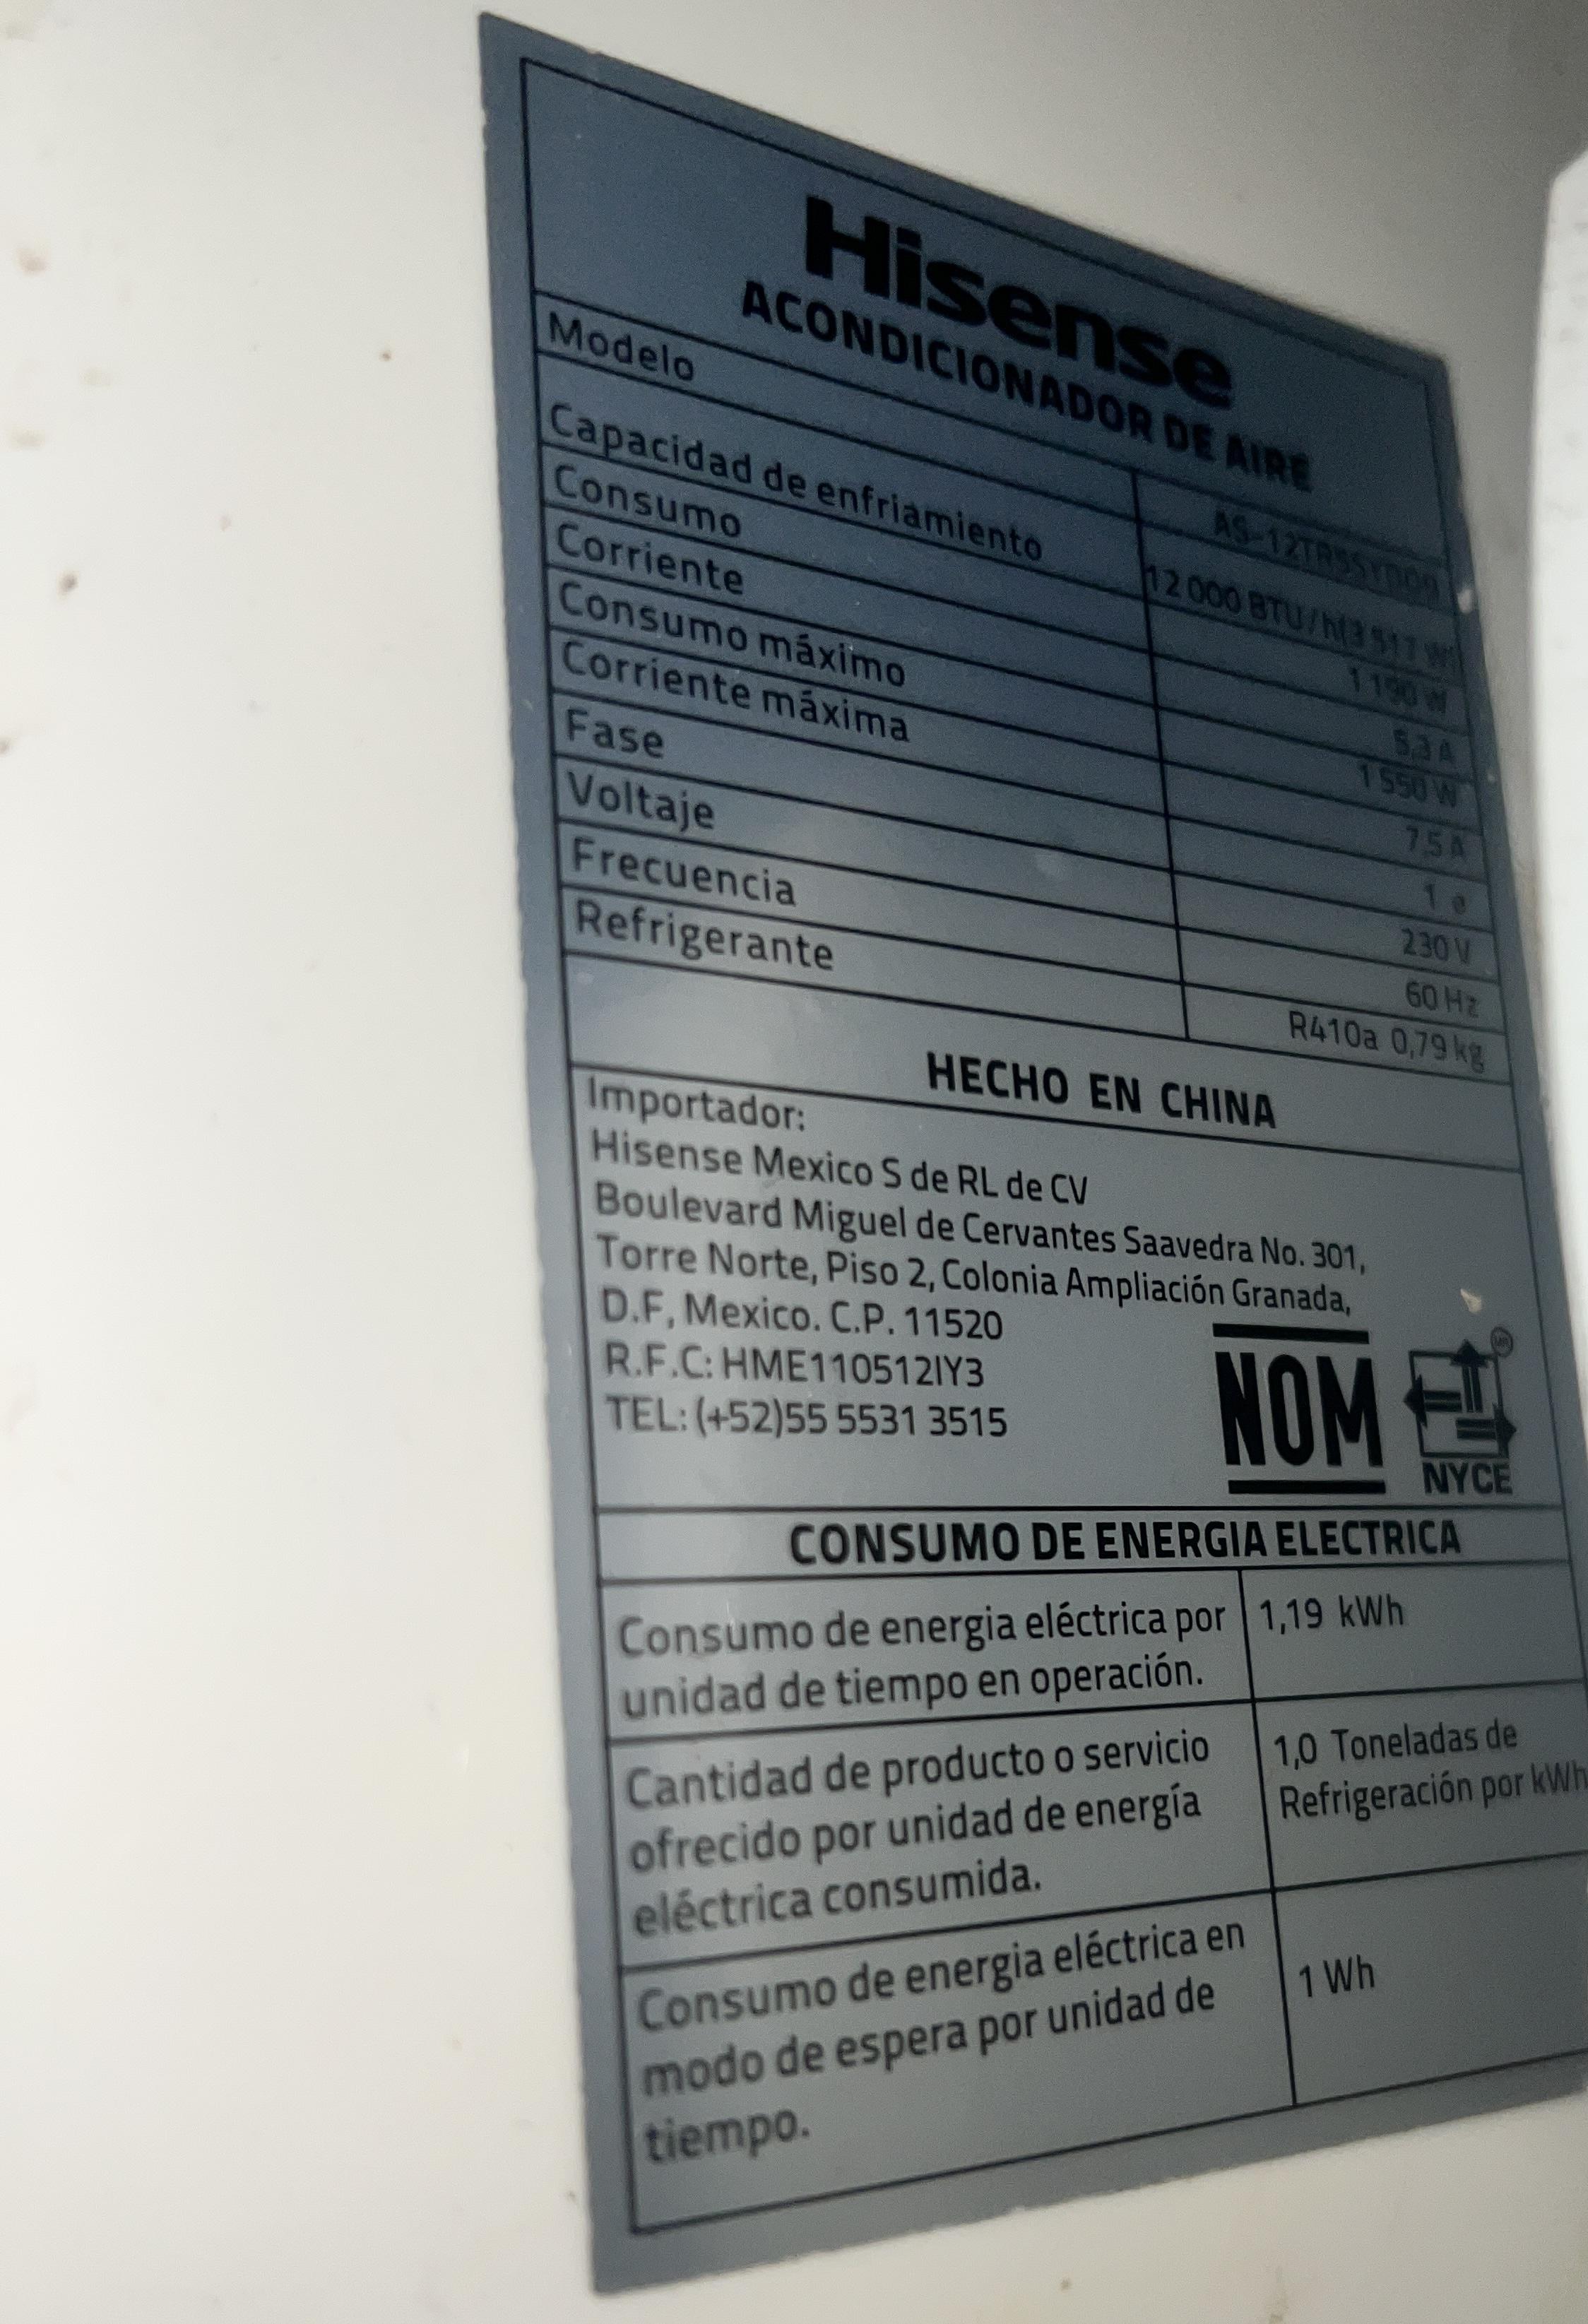 Hisense
ACONDICIONADOR DE AIRE
Modelo
Capacidad de enfriamiento 12 000 BTU/h(3 517 W)
Consumo 1 190 W
Corriente 5,3 A
Consumo máximo 1 550 W
Corriente máxima 7,5 A
Fase 1 ø
Voltaje 230 V
Frecuencia 60 Hz
Refrigerante R410a 0,79 kg
HECHO EN CHINA
Importador:
Hisense Mexico S de RL de CV
Boulevard Miguel de Cervantes Saavedra No. 301,
Torre Norte, Piso 2, Colonia Ampliación Granada,
D.F, Mexico. C.P. 11520
R.F.C: HME110512IY3
TEL: (+52)55 5531 3515
NOM
MR
NYCE
CONSUMO DE ENERGIA ELECTRICA
Consumo de energia eléctrica por 1,19 kWh
unidad de tiempo en operación.
Cantidad de producto o servicio 1,0 Toneladas de
ofrecido por unidad de energía Refrigeración por kWh
eléctrica consumida.
Consumo de energia eléctrica en 1 Wh
modo de espera por unidad de
tiempo.